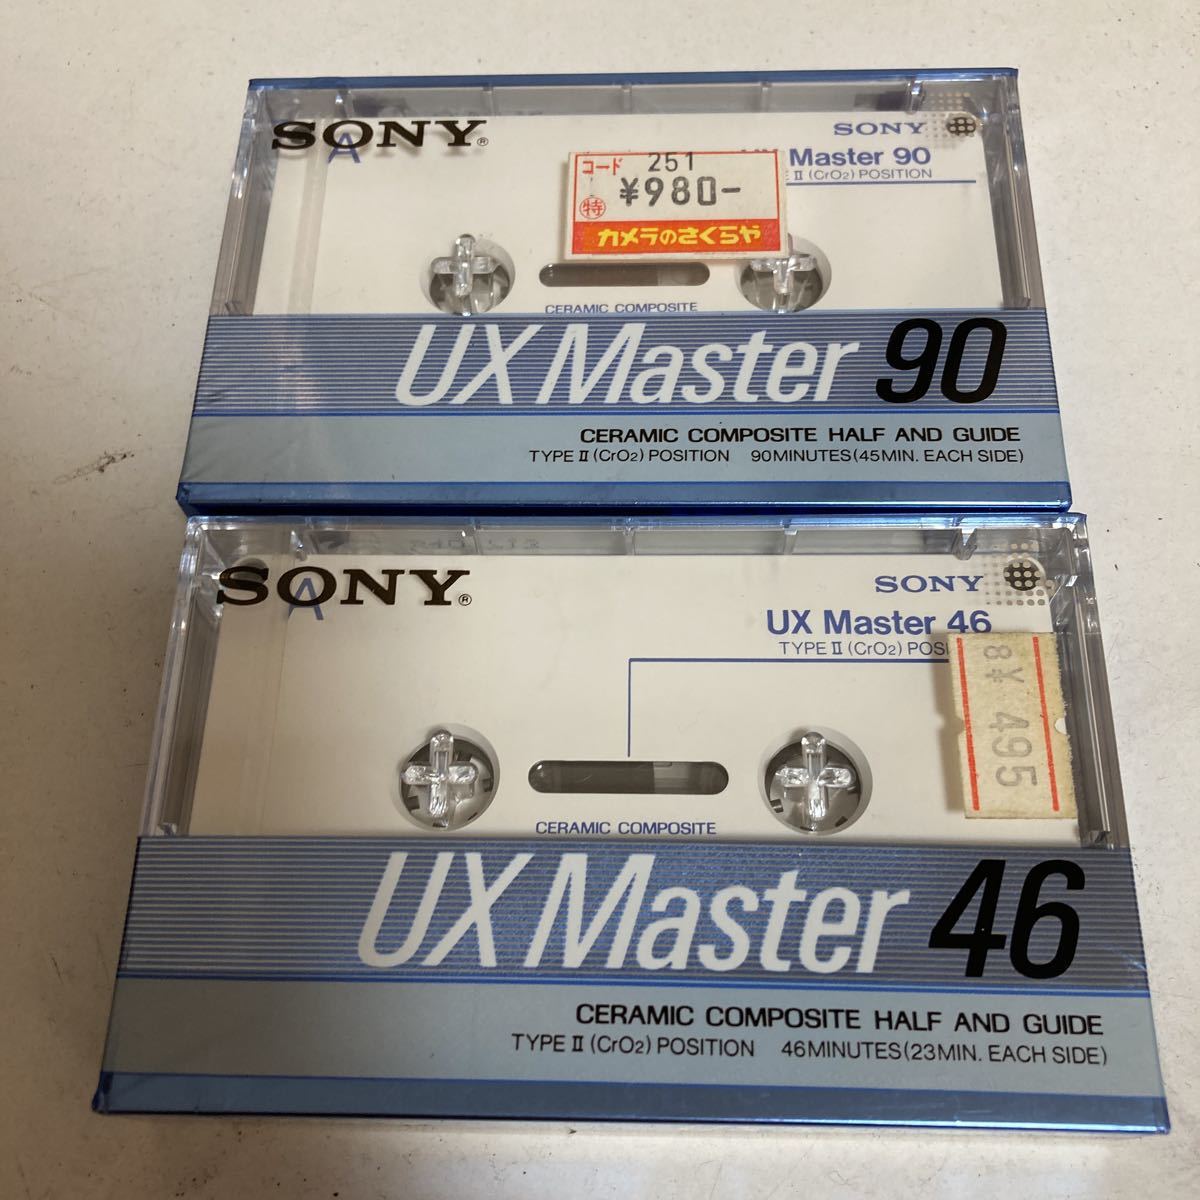 SONY®
A
SONY
コード 251
¥980-
特
カメラのさくらや
Master 90
II (CrO2) POSITION
CERAMIC COMPOSITE
UX Master 90
CERAMIC COMPOSITE HALF AND GUIDE
TYPE II (CrO2) POSITION 90MINUTES(45MIN. EACH SIDE)
SONY®
A
SONY
UX Master 46
TYPE II (CrO2)
8¥ 495
CERAMIC COMPOSITE
UX Master 46
CERAMIC COMPOSITE HALF AND GUIDE
TYPE II (CrO2) POSITION 46MINUTES(23MIN. EACH SIDE)